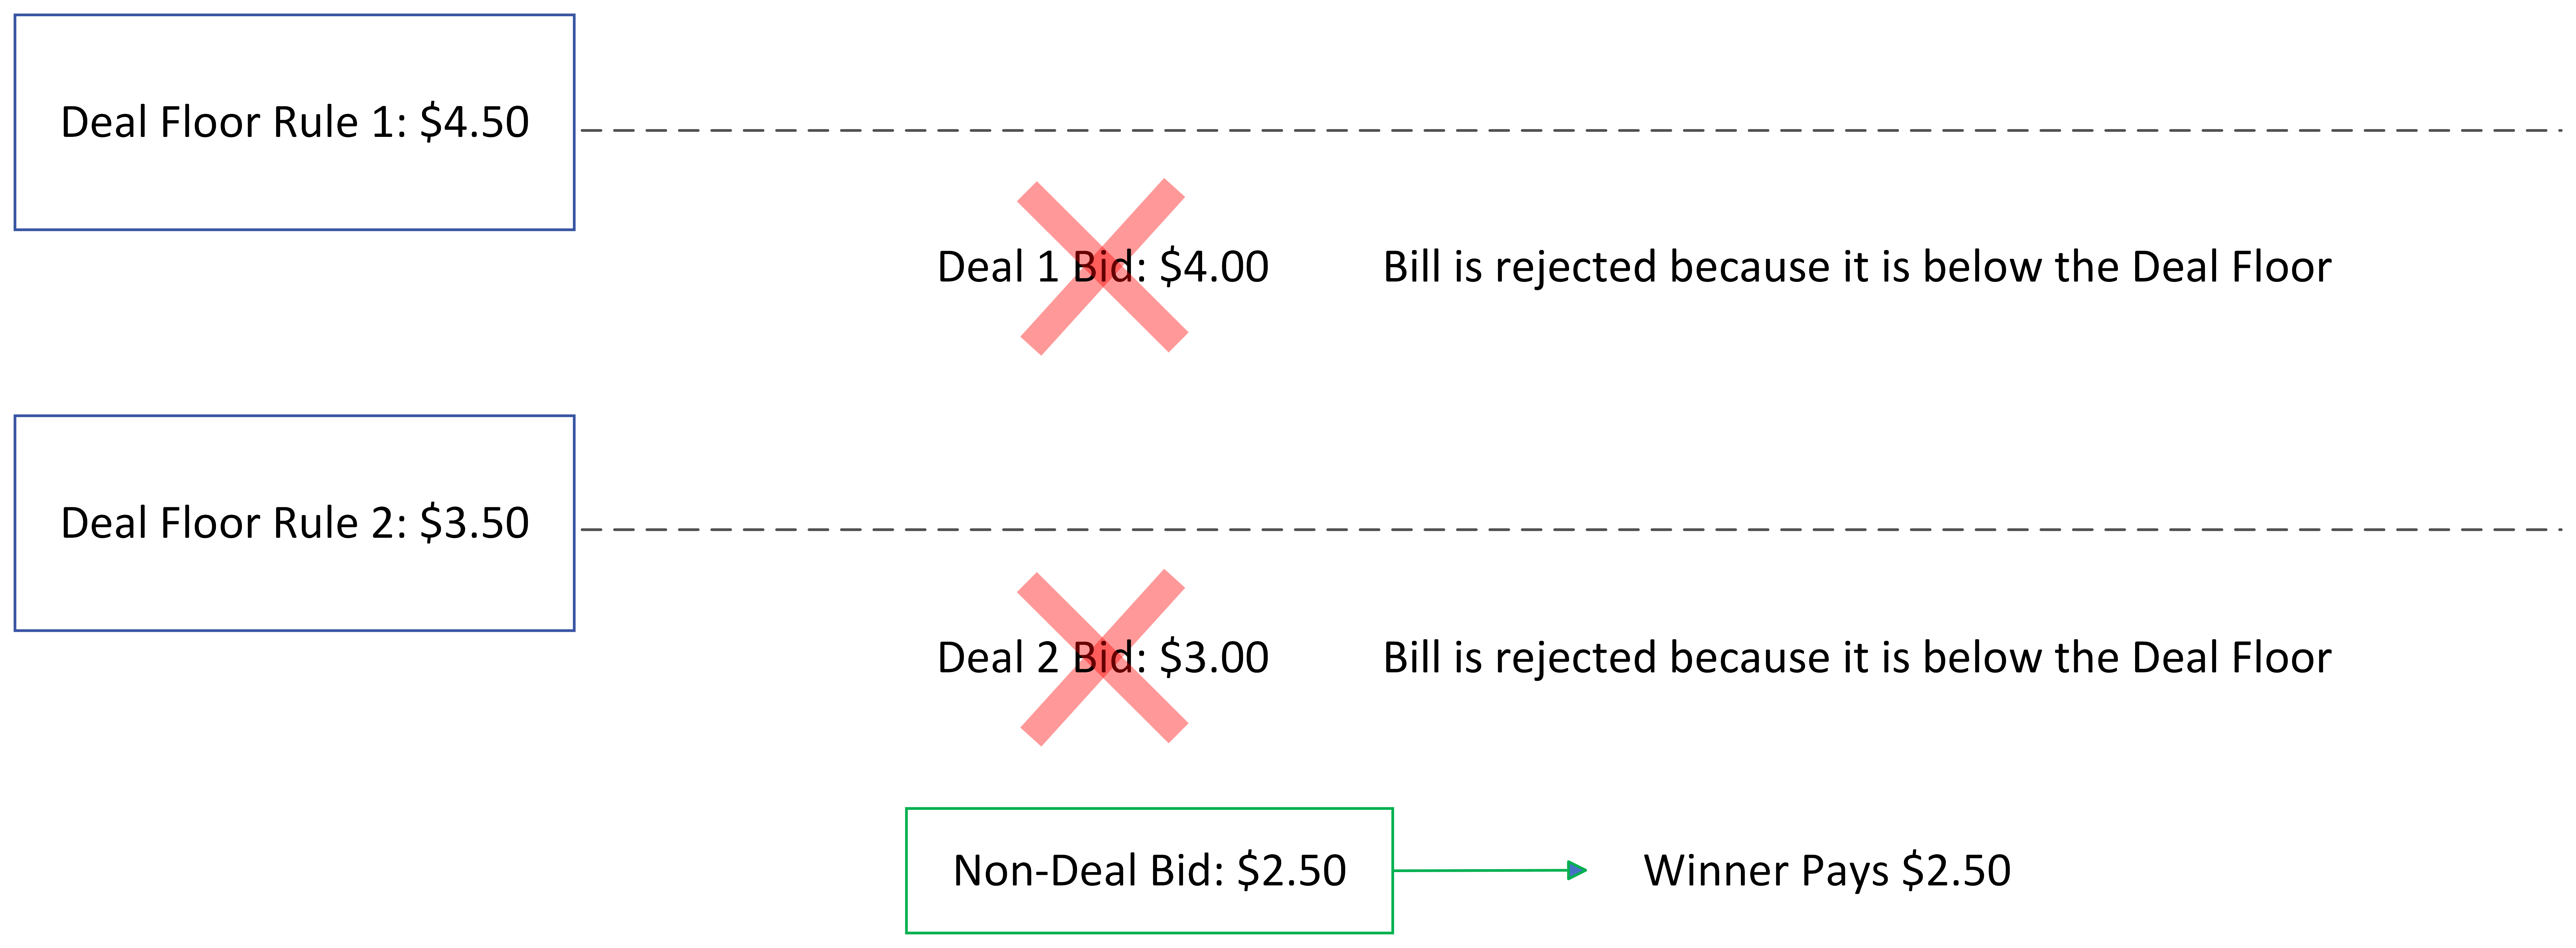 Deal Floor Rule 1: $4.50
Deal 1 Bid: $4.00
Bill is rejected because it is below the Deal Floor
Deal Floor Rule 2: $3.50
Deal 2 Bid: $3.00
Bill is rejected because it is below the Deal Floor
Non-Deal Bid: $2.50
Winner Pays $2.50